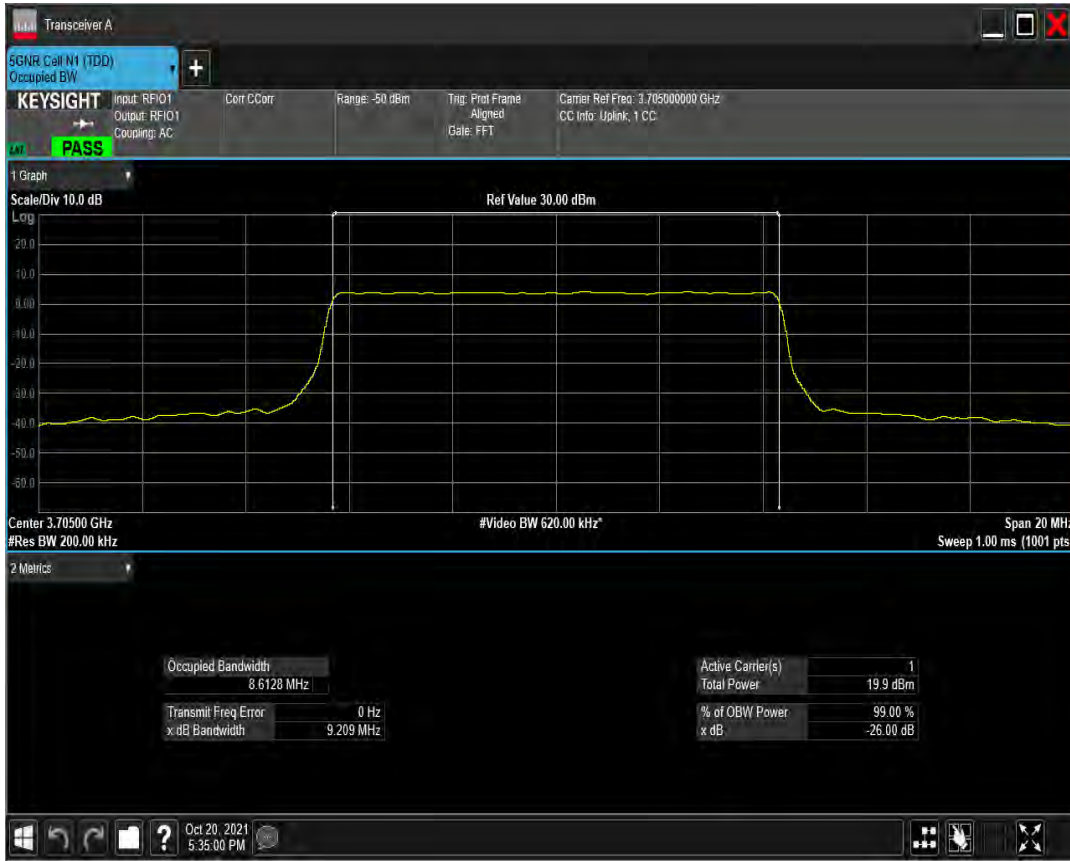 Transceiver A
5GNR Cell N1 (TDD)
Occupied BW
+
KEYSIGHT
Input: RFIO1
Output: RFIO1
Coupling: AC
Corr CCorr
Range: -50 dBm
Trig: Prot Frame
Aligned
Gate: FFT
Carrier Ref Freq: 3.705000000 GHz
CC Info: Uplink, 1 CC
PASS
1 Graph
Scale/Div 10.0 dB
Ref Value 30.00 dBm
Log
20.0
10.0
0.00
-10.0
-20.0
-30.0
-40.0
-50.0
-60.0
Center 3.70500 GHz
#Video BW 620.00 kHz*
Span 20 MHz
#Res BW 200.00 kHz
Sweep 1.00 ms (1001 pts
2 Metrics
Occupied Bandwidth
8.6128 MHz
Transmit Freq Error 0 Hz
x dB Bandwidth 9.209 MHz
Active Carrier(s) 1
Total Power 19.9 dBm
% of OBW Power 99.00 %
x dB -26.00 dB
?
Oct 20, 2021
5:35:00 PM